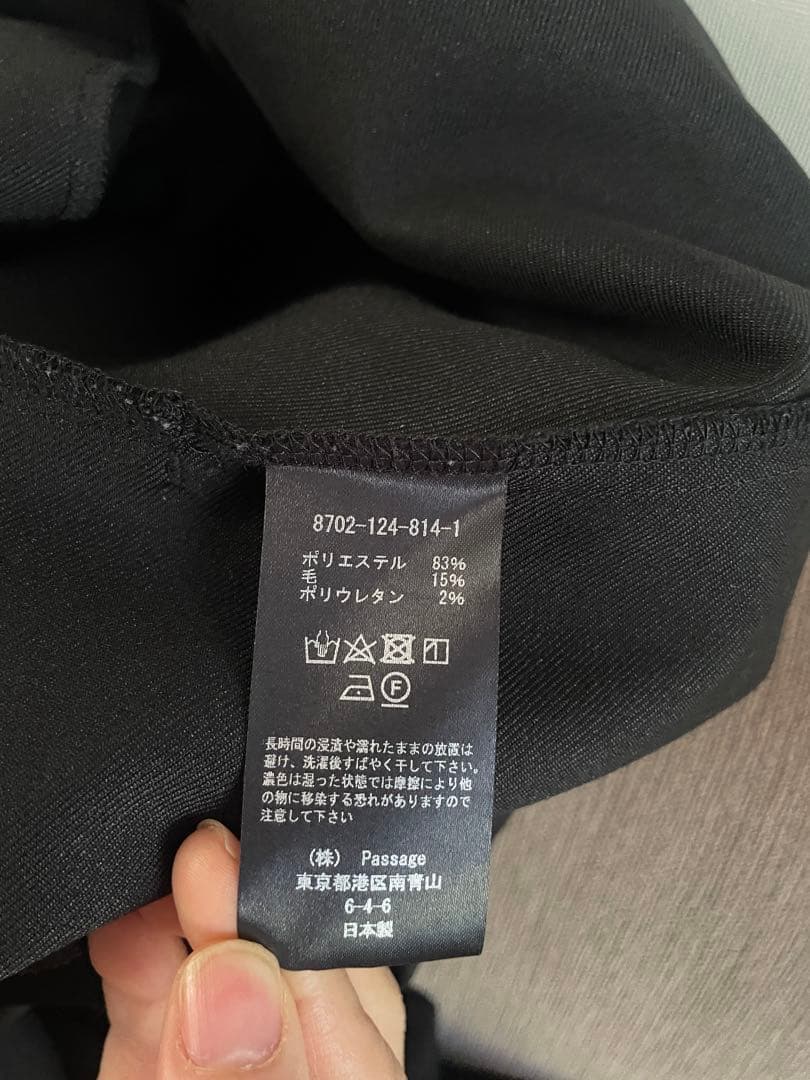 8702-124-814-1
ポリエステル 83%
毛 15%
ポリウレタン 2%
F
長時間の浸漬や濡れたままの放置は
避け、洗濯後すばやく干して下さい。
濃色は湿った状態では摩擦により他
の物に移染する恐れがありますので
注意して下さい
(株) Passage
東京都港区南青山
6-4-6
日本製